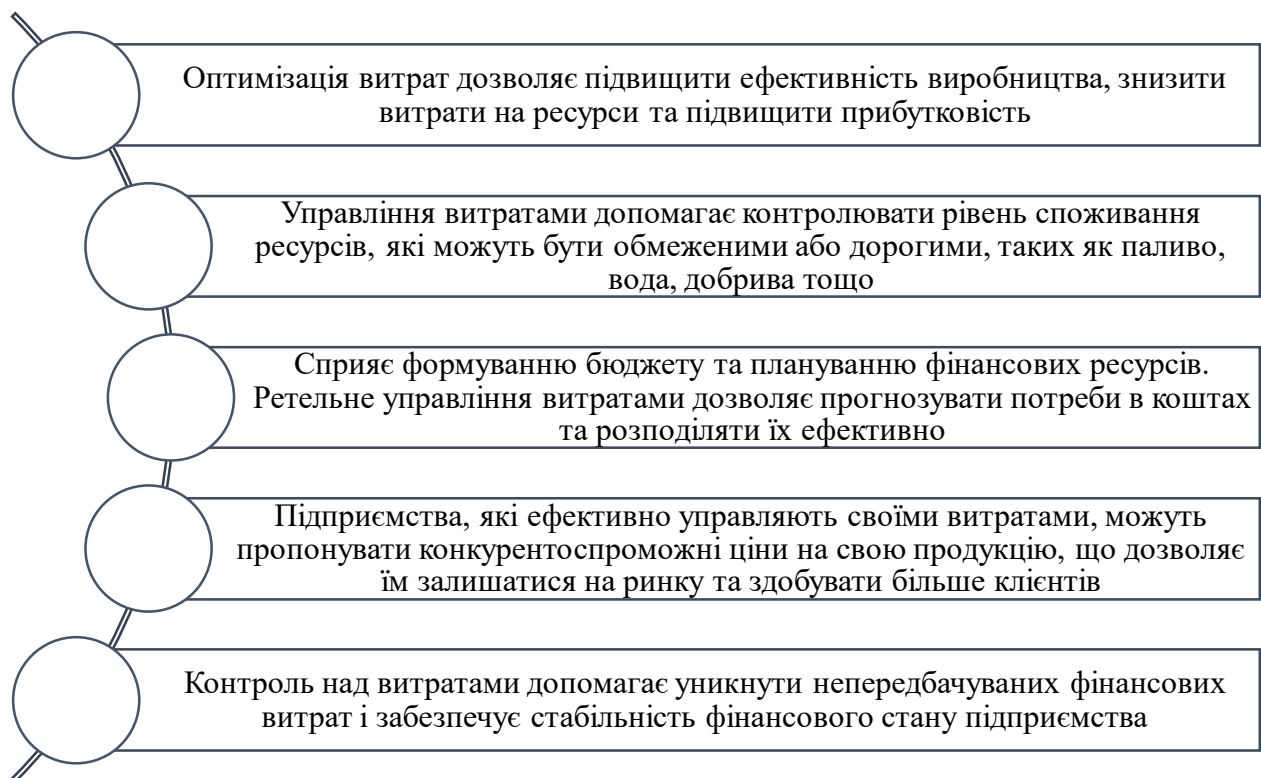 Оптимізація витрат дозволяє підвищити ефективність виробництва, знизити
витрати на ресурси та підвищити прибутковість
Управління витратами допомагає контролювати рівень споживання
ресурсів, які можуть бути обмеженими або дорогими, таких як паливо,
вода, добрива тощо
Сприяє формуванню бюджету та плануванню фінансових ресурсів.
Ретельне управління витратами дозволяє прогнозувати потреби в коштах
та розподіляти їх ефективно
Підприємства, які ефективно управляють своїми витратами, можуть
пропонувати конкурентоспроможні ціни на свою продукцію, що дозволяє
їм залишатися на ринку та здобувати більше клієнтів
Контроль над витратами допомагає уникнути непередбачуваних фінансових
витрат і забезпечує стабільність фінансового стану підприємства